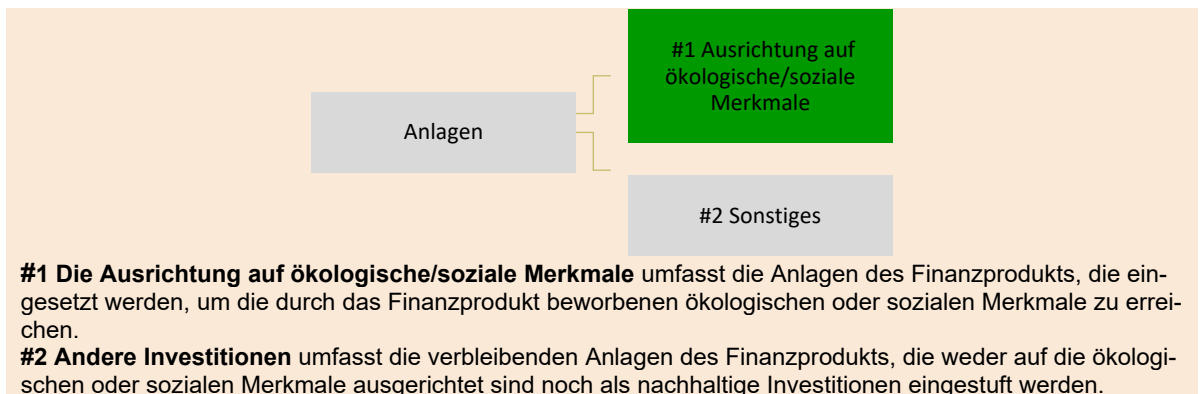 #1 Ausrichtung auf
ökologische/soziale
Merkmale
Anlagen
#2 Sonstiges
#1 Die Ausrichtung auf ökologische/soziale Merkmale umfasst die Anlagen des Finanzprodukts, die ein-
gesetzt werden, um die durch das Finanzprodukt beworbenen ökologischen oder sozialen Merkmale zu errei-
chen.
#2 Andere Investitionen umfasst die verbleibenden Anlagen des Finanzprodukts, die weder auf die ökologi-
schen oder sozialen Merkmale ausgerichtet sind noch als nachhaltige Investitionen eingestuft werden.